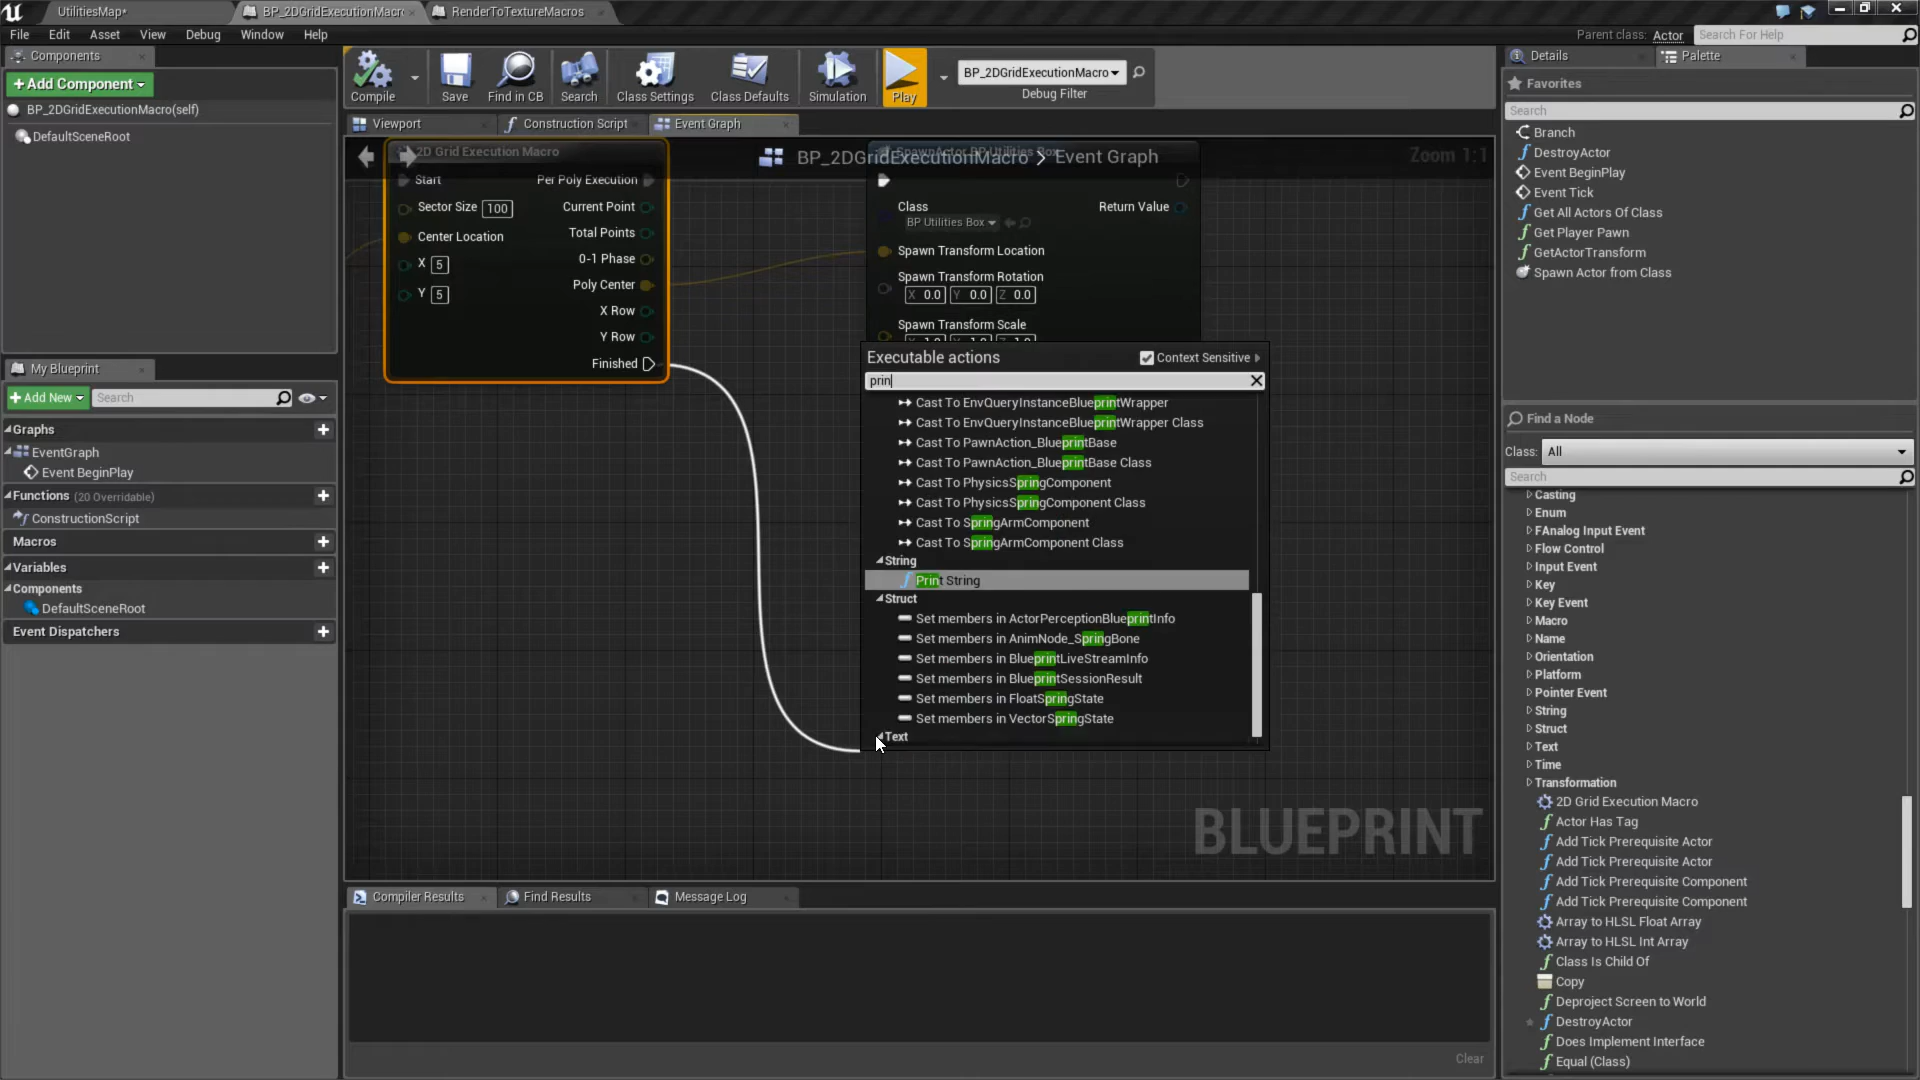 UtilitiesMap*
BP_2DGridExecutionMacr
RenderToTextureMacros
File Edit Asset View Debug Window Help
Parent class: Actor
Search For Help
Components
+Add Component
BP_2DGridExecutionMacro(self)
DefaultSceneRoot
Compile
Save
Find in CB
Search
Class Settings
Class Defaults
Simulation
Play
BP_2DGridExecutionMacro
Debug Filter
Viewport
Construction Script
Event Graph
BP_2DGridExecutionMacro > Event Graph
Zoom 1:1
2D Grid Execution Macro
Start
Per Poly Execution
Sector Size 100
Current Point
Center Location
Total Points
X 5
0-1 Phase
Y 5
Poly Center
X Row
Y Row
Finished
SpawnActor BP Utilities Box
Class
BP Utilities Box
Return Value
Spawn Transform Location
Spawn Transform Rotation
X 0.0 Y 0.0 Z 0.0
Spawn Transform Scale
Executable actions
Context Sensitive
prin
Cast To EnvQueryInstanceBlueprintWrapper
Cast To EnvQueryInstanceBlueprintWrapper Class
Cast To PawnAction_BlueprintBase
Cast To PawnAction_BlueprintBase Class
Cast To PhysicsSpringComponent
Cast To PhysicsSpringComponent Class
Cast To SpringArmComponent
Cast To SpringArmComponent Class
String
Print String
Struct
Set members in ActorPerceptionBlueprintInfo
Set members in AnimNode_SpringBone
Set members in BlueprintLiveStreamInfo
Set members in BlueprintSessionResult
Set members in FloatSpringState
Set members in VectorSpringState
Text
BLUEPRINT
My Blueprint
+Add New
Search
Graphs
EventGraph
Event BeginPlay
Functions (20 Overridable)
ConstructionScript
Macros
Variables
Components
DefaultSceneRoot
Event Dispatchers
Compiler Results
Find Results
Message Log
Clear
Details
Palette
Favorites
Search
Branch
DestroyActor
Event BeginPlay
Event Tick
Get All Actors Of Class
Get Player Pawn
GetActorTransform
Spawn Actor from Class
Find a Node
Class: All
Search
Casting
Enum
FAnalog Input Event
Flow Control
Input Event
Key
Key Event
Macro
Name
Orientation
Platform
Pointer Event
String
Struct
Text
Time
Transformation
2D Grid Execution Macro
Actor Has Tag
Add Tick Prerequisite Actor
Add Tick Prerequisite Actor
Add Tick Prerequisite Component
Add Tick Prerequisite Component
Array to HLSL Float Array
Array to HLSL Int Array
Class Is Child Of
Copy
Deproject Screen to World
DestroyActor
Does Implement Interface
Equal (Class)